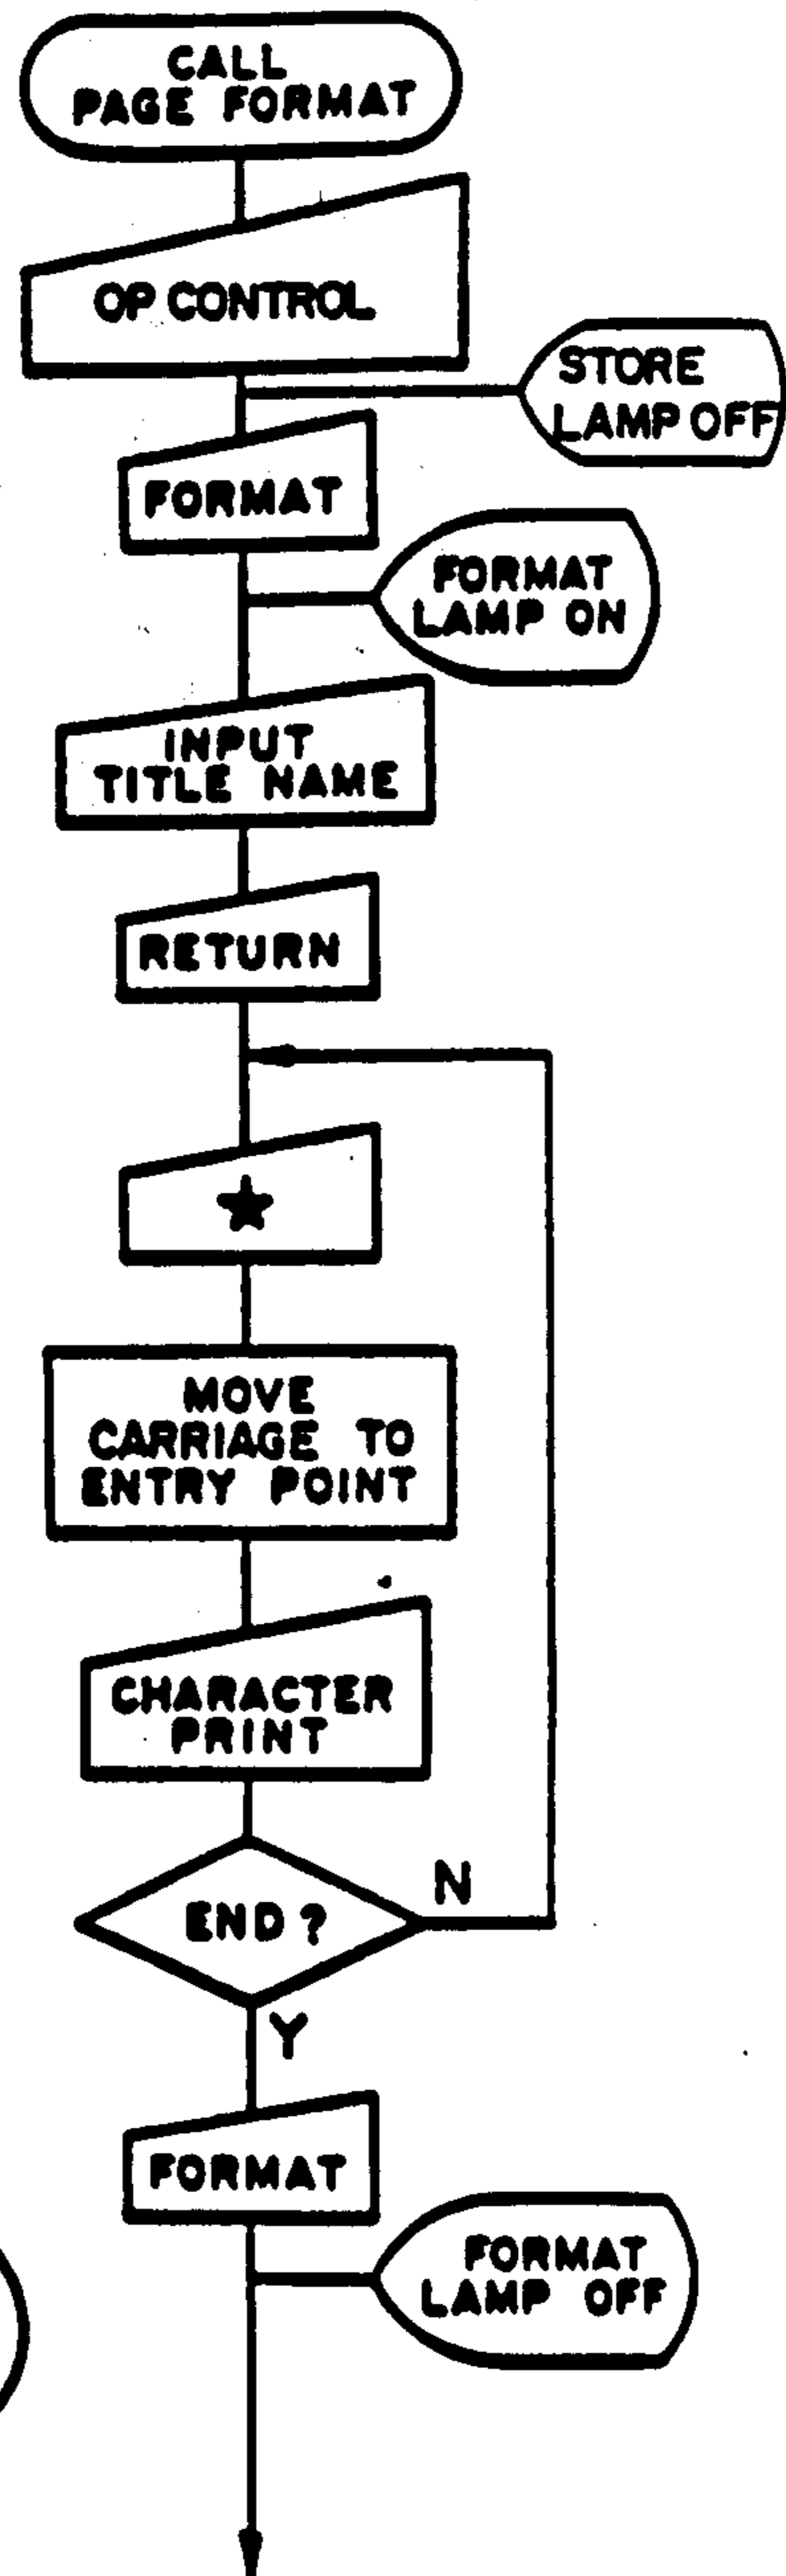 CALL
PAGE FORMAT
OP CONTROL
STORE
LAMP OFF
FORMAT
FORMAT
LAMP ON
INPUT
TITLE NAME
RETURN
★
MOVE
CARRIAGE TO
ENTRY POINT
CHARACTER
PRINT
END?
N
Y
FORMAT
FORMAT
LAMP OFF